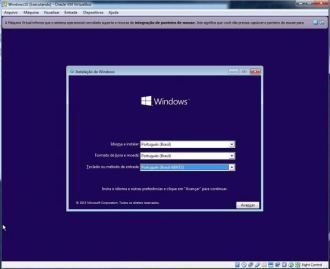 Windows10 [Executando] - Oracle VM VirtualBox
Arquivo Máquina Visualizar Entrada Dispositivos Ajuda
A Máquina Virtual informa que o sistema operacional convidado suporta o recurso de integração do ponteiro do mouse. Isto significa que você não precisa capturar o ponteiro do mouse para
Instalação do Windows
Windows
Idioma a instalar: Português (Brasil)
Formato de hora e moeda: Português (Brasil)
Teclado ou método de entrada: Português (Brasil ABNT2)
Insira o idioma e outras preferências e clique em "Avançar" para continuar.
Microsoft Corporation. Todos os direitos reservados.
Avançar
Right Control